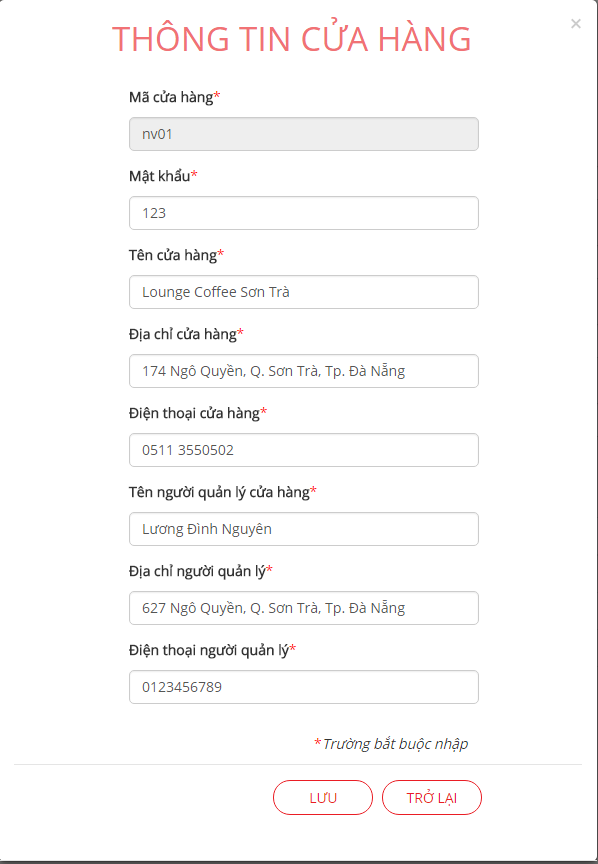 THÔNG TIN CỬA HÀNG
×
Mã cửa hàng*
nv01
Mật khẩu*
123
Tên cửa hàng*
Lounge Coffee Sơn Trà
Địa chỉ cửa hàng*
174 Ngô Quyền, Q. Sơn Trà, Tp. Đà Nẵng
Điện thoại cửa hàng*
0511 3550502
Tên người quản lý cửa hàng*
Lương Đình Nguyên
Địa chỉ người quản lý*
627 Ngô Quyền, Q. Sơn Trà, Tp. Đà Nẵng
Điện thoại người quản lý*
0123456789
*Trường bắt buộc nhập
LƯU TRỞ LẠI